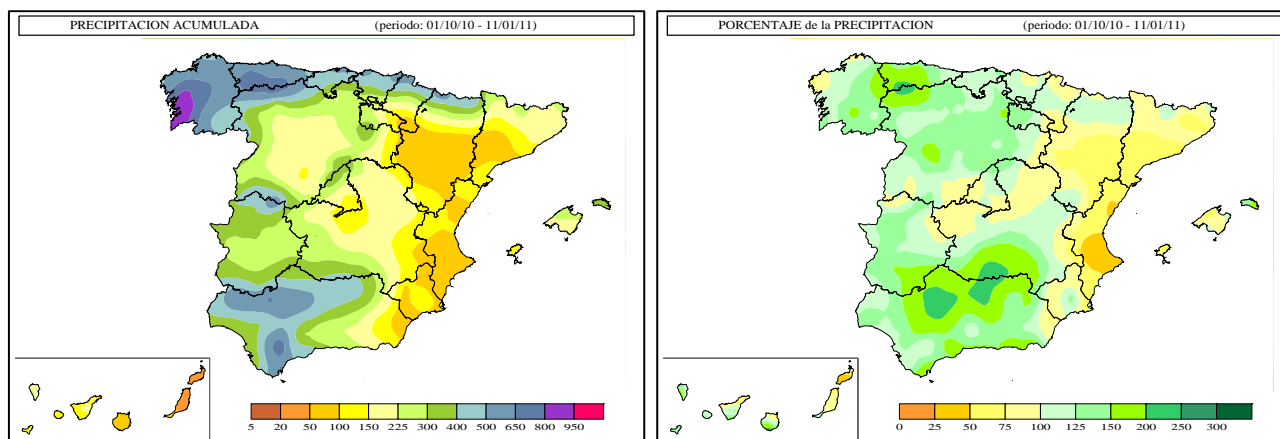 PRECIPITACION ACUMULADA (periodo: 01/10/10 - 11/01/11)
5 20 50 100 150 225 300 400 500 650 800 950
PORCENTAJE de la PRECIPITACION (periodo: 01/10/10 - 11/01/11)
0 25 50 75 100 125 150 200 250 300